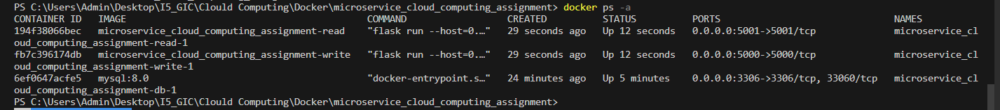 PS C:\Users\Admin\Desktop\I5_GIC\Clould Computing\Docker\microservice_cloud_computing_assignment> docker ps -a
CONTAINER ID   IMAGE                                           COMMAND                  CREATED          STATUS          PORTS                               NAMES
194f38066bec   microservice_cloud_computing_assignment-read    "flask run --host=0.…"   29 seconds ago   Up 12 seconds   0.0.0.0:5001->5001/tcp              microservice_cl
oud_computing_assignment-read-1
fb7c396174db   microservice_cloud_computing_assignment-write   "flask run --host=0.…"   29 seconds ago   Up 12 seconds   0.0.0.0:5000->5000/tcp              microservice_cl
oud_computing_assignment-write-1
6ef0647acfe5   mysql:8.0                                       "docker-entrypoint.s…"   24 minutes ago   Up 5 minutes    0.0.0.0:3306->3306/tcp, 33060/tcp   microservice_cl
oud_computing_assignment-db-1
PS C:\Users\Admin\Desktop\I5_GIC\Clould Computing\Docker\microservice_cloud_computing_assignment>